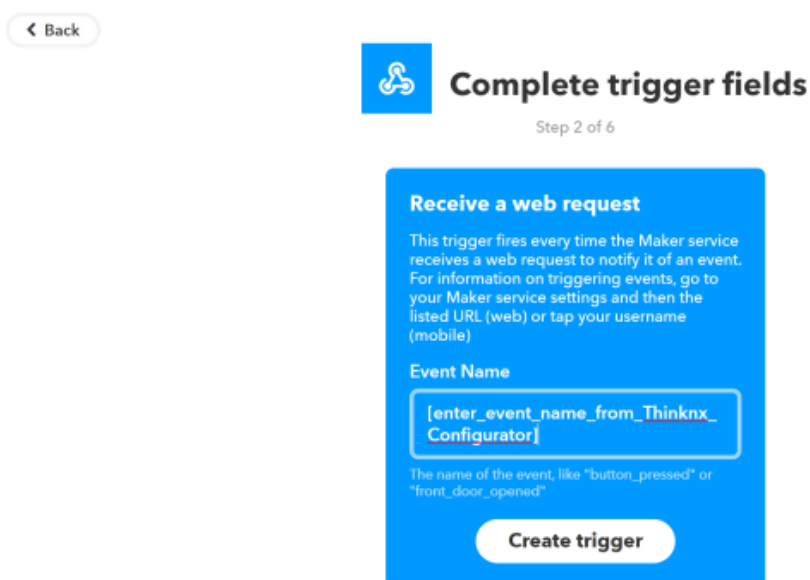 Back
Complete trigger fields
Step 2 of 6
Receive a web request
This trigger fires every time the Maker service
receives a web request to notify it of an event.
For information on triggering events, go to
your Maker service settings and then the
listed URL (web) or tap your username
(mobile)
Event Name
[enter_event_name_from_Thinknx_
Configurator]
The name of the event, like "button_pressed" or
"front_door_opened"
Create trigger